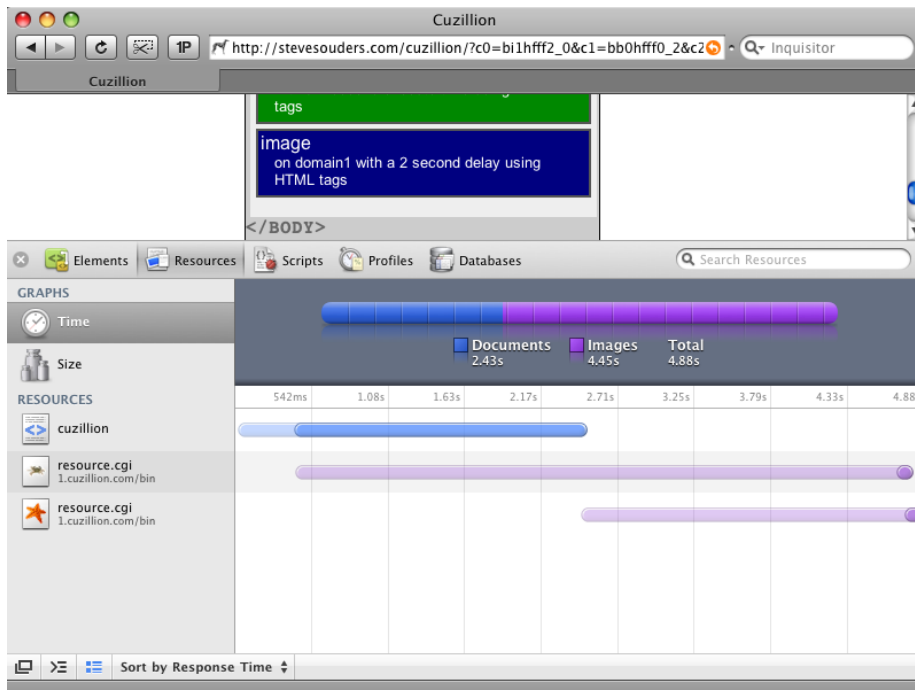 Cuzillion
1P
http://stevesouders.com/cuzillion/?c0=bi1hfff2_0&c1=bb0hfff0_2&c2
Inquisitor
Cuzillion
tags
image
on domain1 with a 2 second delay using
HTML tags
</BODY>
Elements
Resources
Scripts
Profiles
Databases
Search Resources
GRAPHS
Time
Documents
2.43s
Images
4.45s
Total
4.88s
Size
RESOURCES
542ms 1.08s 1.63s 2.17s 2.71s 3.25s 3.79s 4.33s 4.88
cuzillion
resource.cgi
1.cuzillion.com/bin
resource.cgi
1.cuzillion.com/bin
Sort by Response Time